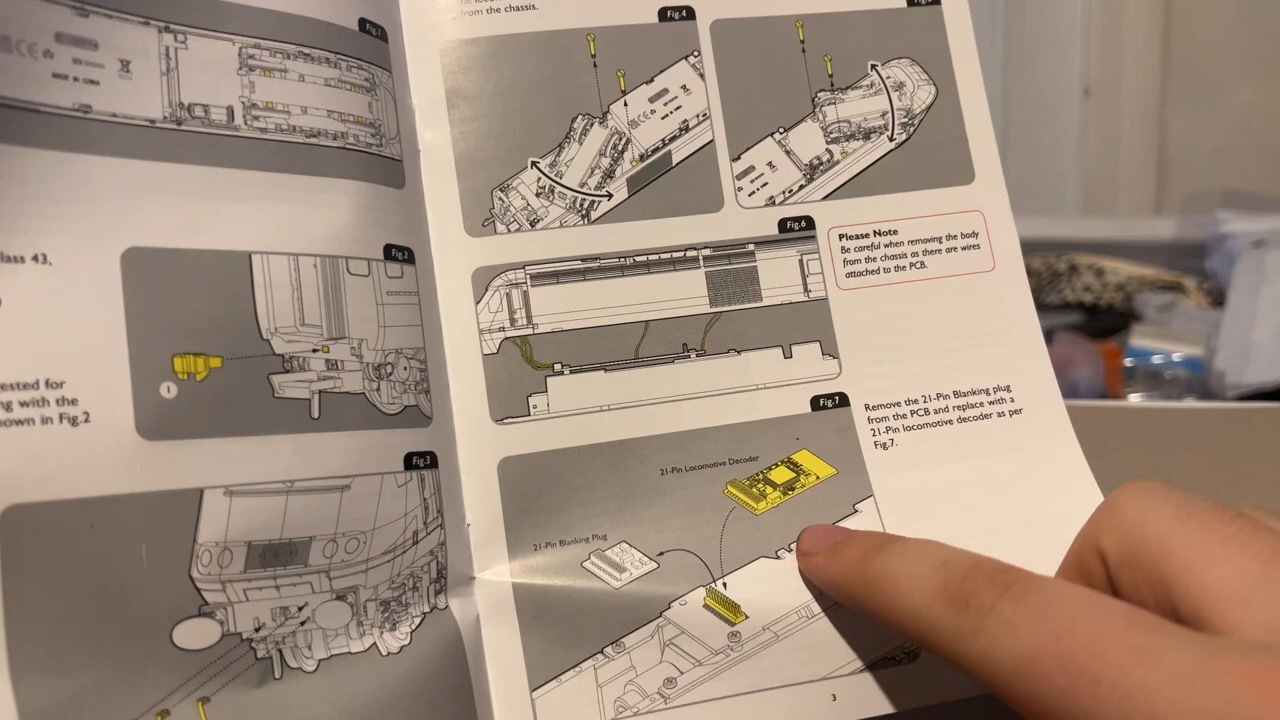 Fig.1
lass 43,
Fig.2
1
ested for
ng with the
own in Fig.2
Fig.3
from the chassis.
Fig.4
Fig.6
Please Note
Be careful when removing the body
from the chassis as there are wires
attached to the PCB.
Fig.7
Remove the 21-Pin Blanking plug
from the PCB and replace with a
21-Pin locomotive decoder as per
Fig.7.
21-Pin Locomotive Decoder
21-Pin Blanking Plug
3